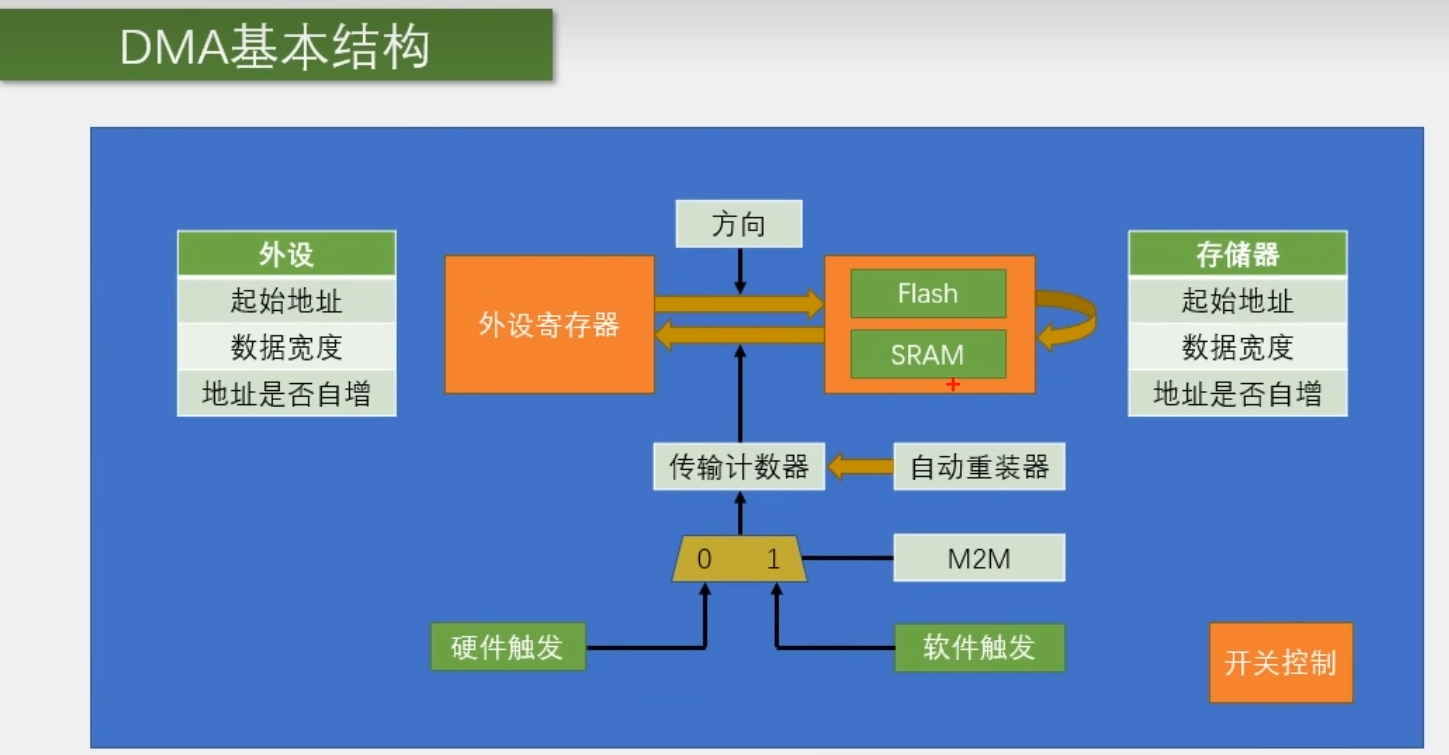 DMA基本结构
方向
外设
起始地址
数据宽度
地址是否自增
外设寄存器
Flash
SRAM
存储器
起始地址
数据宽度
地址是否自增
传输计数器
自动重装器
0 1
M2M
硬件触发
软件触发
开关控制